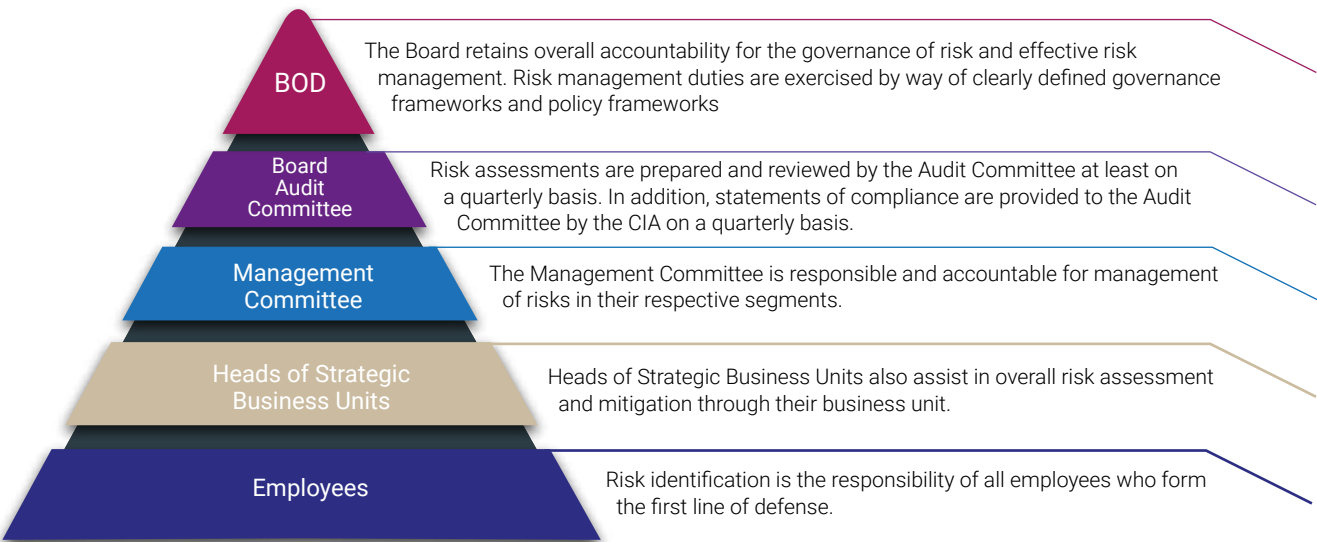 BOD
The Board retains overall accountability for the governance of risk and effective risk
management. Risk management duties are exercised by way of clearly defined governance
frameworks and policy frameworks
Board
Audit
Committee
Risk assessments are prepared and reviewed by the Audit Committee at least on
a quarterly basis. In addition, statements of compliance are provided to the Audit
Committee by the CIA on a quarterly basis.
Management
Committee
The Management Committee is responsible and accountable for management
of risks in their respective segments.
Heads of Strategic
Business Units
Heads of Strategic Business Units also assist in overall risk assessment
and mitigation through their business unit.
Employees
Risk identification is the responsibility of all employees who form
the first line of defense.